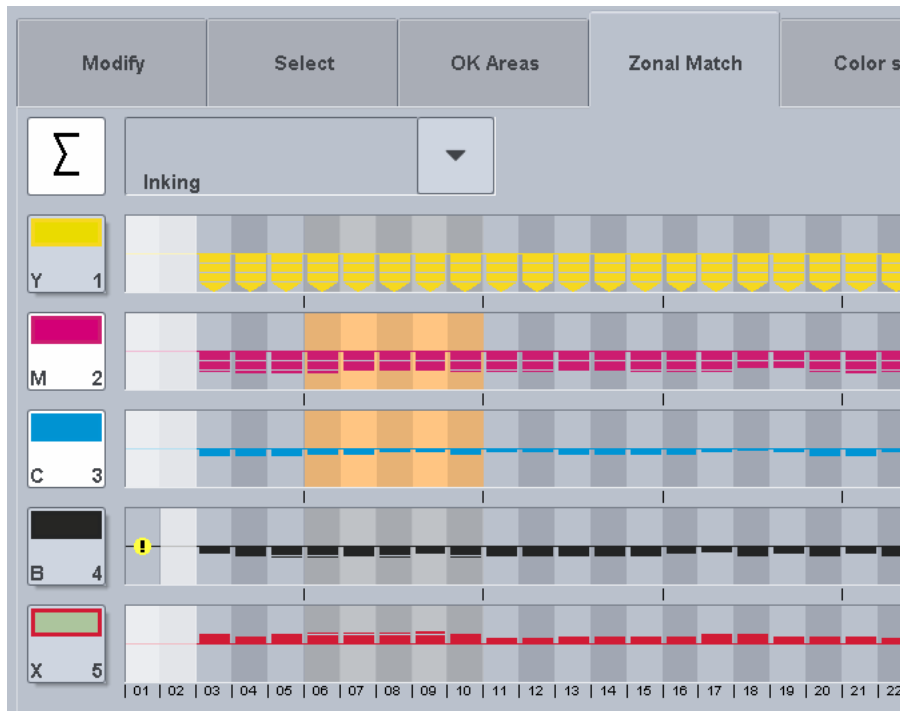 Modify Select OK Areas Zonal Match Color s
Σ
Inking
Y 1
M 2
C 3
!
B 4
X 5
01 02 03 04 05 06 07 08 09 10 11 12 13 14 15 16 17 18 19 20 21 22